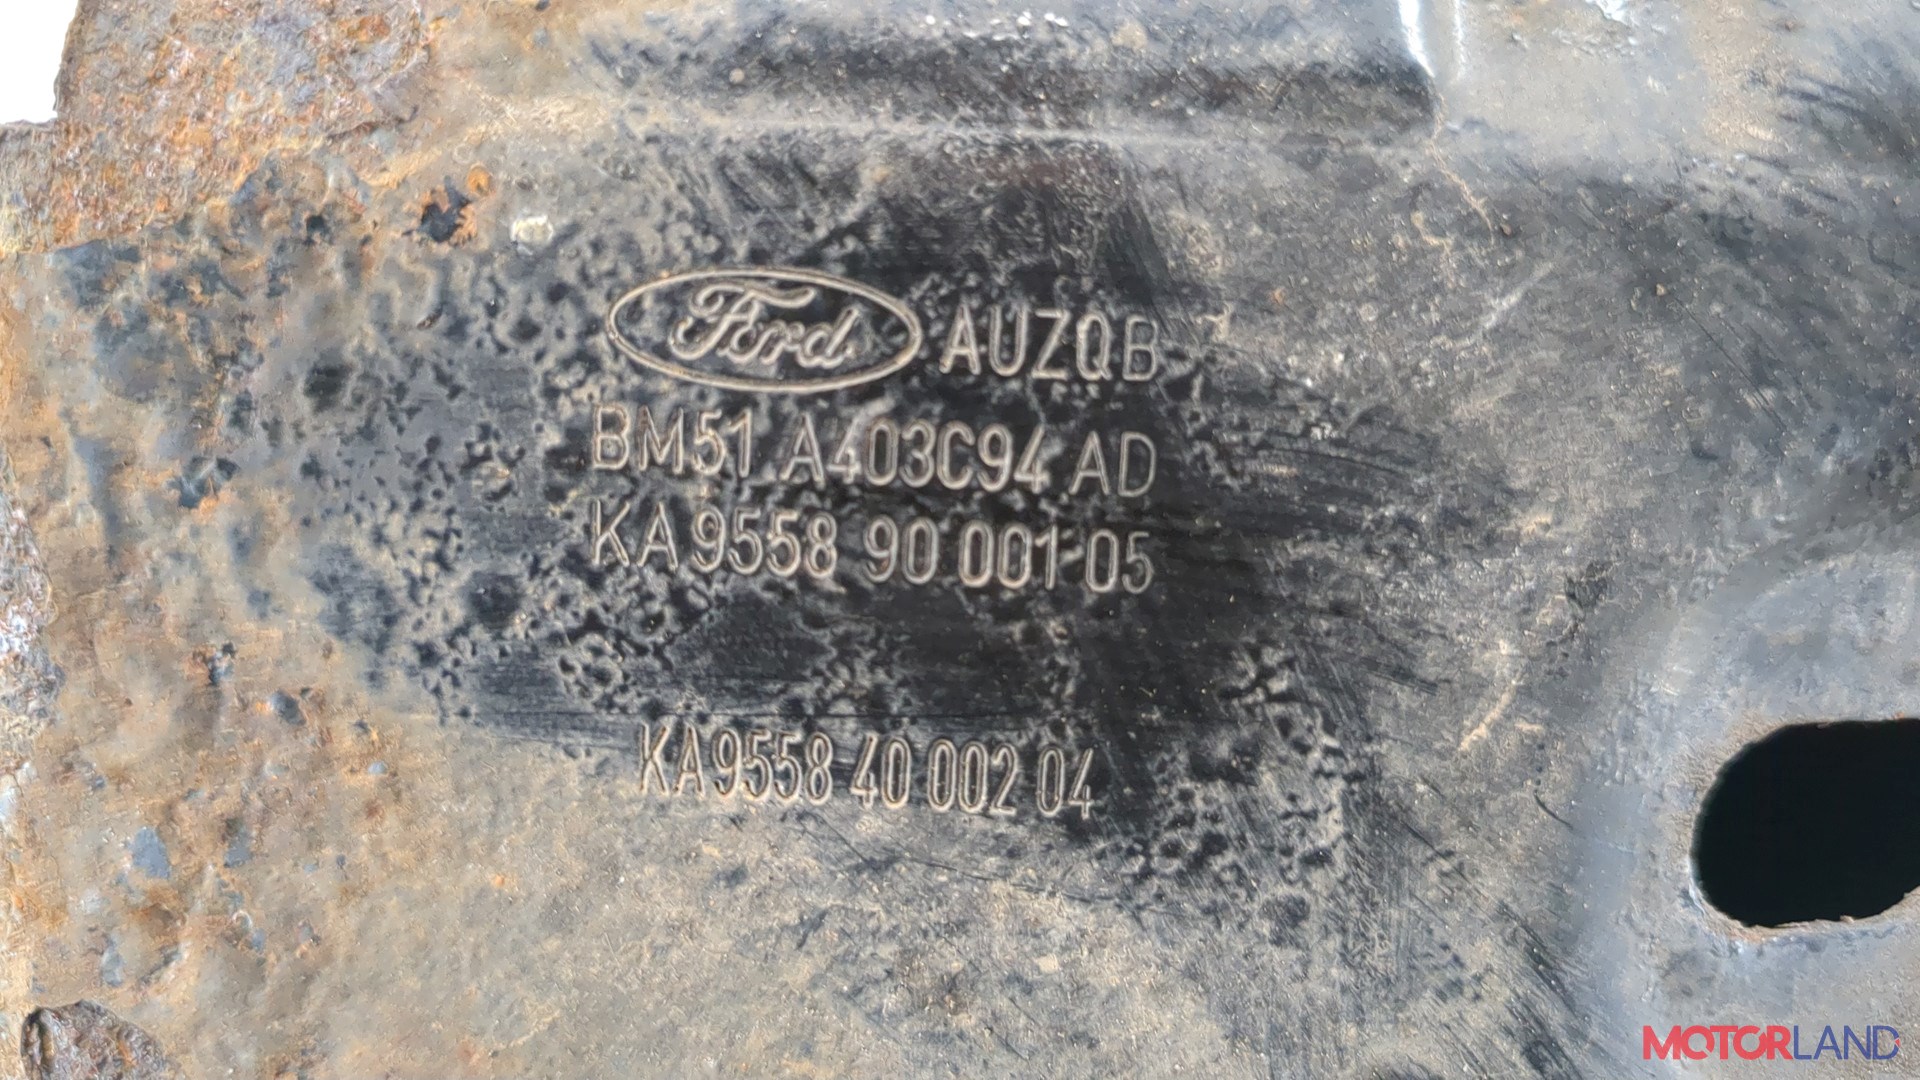 Ford AUZQB
BM51 A403C94 AD
KA9558 90 001 05
KA9558 40 002 04
MOTORLAND